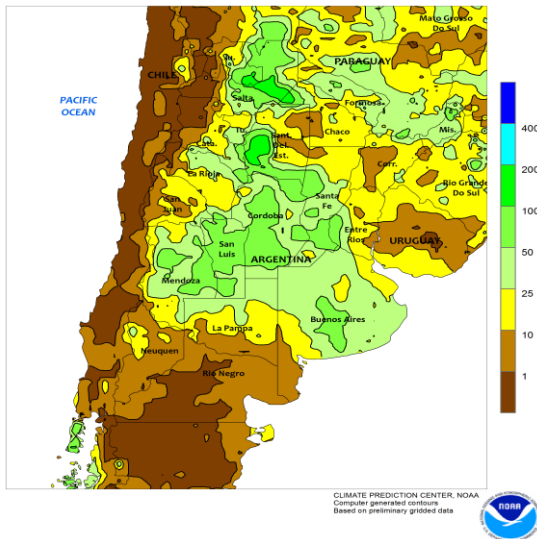 Mato Grosso
Do Sul
PARAGUAY
CHILE
PACIFIC
OCEAN
Salta
Formosa
Tu.
Sant.
Del.
Est.
Chaco
Mis.
Cata.
Corr.
La Rioja
Rio Grande
Do Sul
San
Juan
Santa
Fe
Cordoba
Entre
Rios
URUGUAY
San
Luis
ARGENTINA
Mendoza
Buenos Aires
La Pampa
Neuquen
Rio Negro
400
200
100
50
25
10
1
CLIMATE PREDICTION CENTER, NOAA
Computer generated contours
Based on preliminary gridded data
NOAA